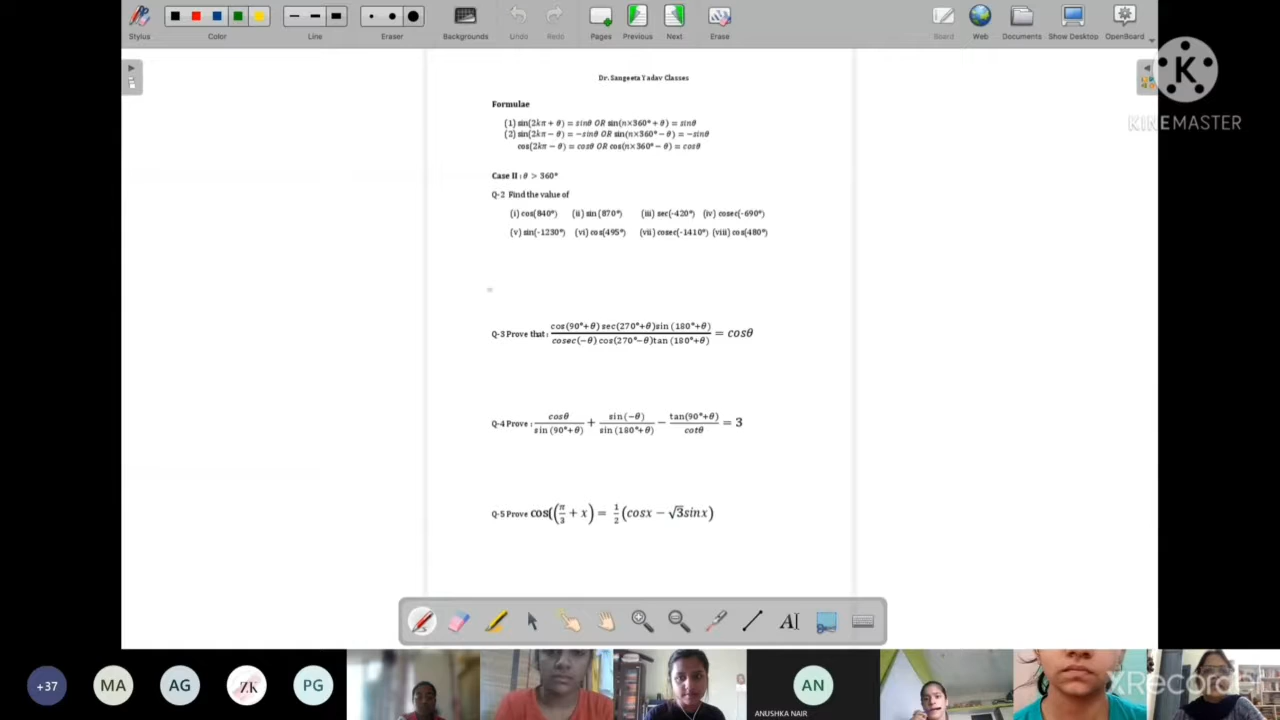 Stylus Color Line Eraser Backgrounds Undo Redo Pages Previous Next Erase Board Web Documents Show Desktop OpenBoard
K
KINEMASTER
Dr. Sangeeta Yadav Classes
Formulae
(1) sin(2kπ + θ) = sinθ OR sin(n×360° + θ) = sinθ
(2) sin(2kπ − θ) = −sinθ OR sin(n×360° − θ) = −sinθ
cos(2kπ − θ) = cosθ OR cos(n×360° − θ) = cosθ
Case II : θ > 360°
Q-2 Find the value of
(i) cos(840°) (ii) sin (870°) (iii) sec(-420°) (iv) cosec(-690°)
(v) sin(-1230°) (vi) cos(495°) (vii) cosec(-1410°) (viii) cos(480°)
Q-3 Prove that : cos(90°+θ) sec(270°+θ)sin (180°+θ) / cosec(−θ) cos(270°−θ)tan (180°+θ) = cosθ
Q-4 Prove : cosθ / sin (90°+θ) + sin (−θ) / sin (180°+θ) − tan(90°+θ) / cotθ = 3
Q-5 Prove cos((π/3 + x) = 1/2 (cosx − √3sinx)
AI
+37 MA AG ZK PG AN
ANUSHKA NAIR
XRecorder